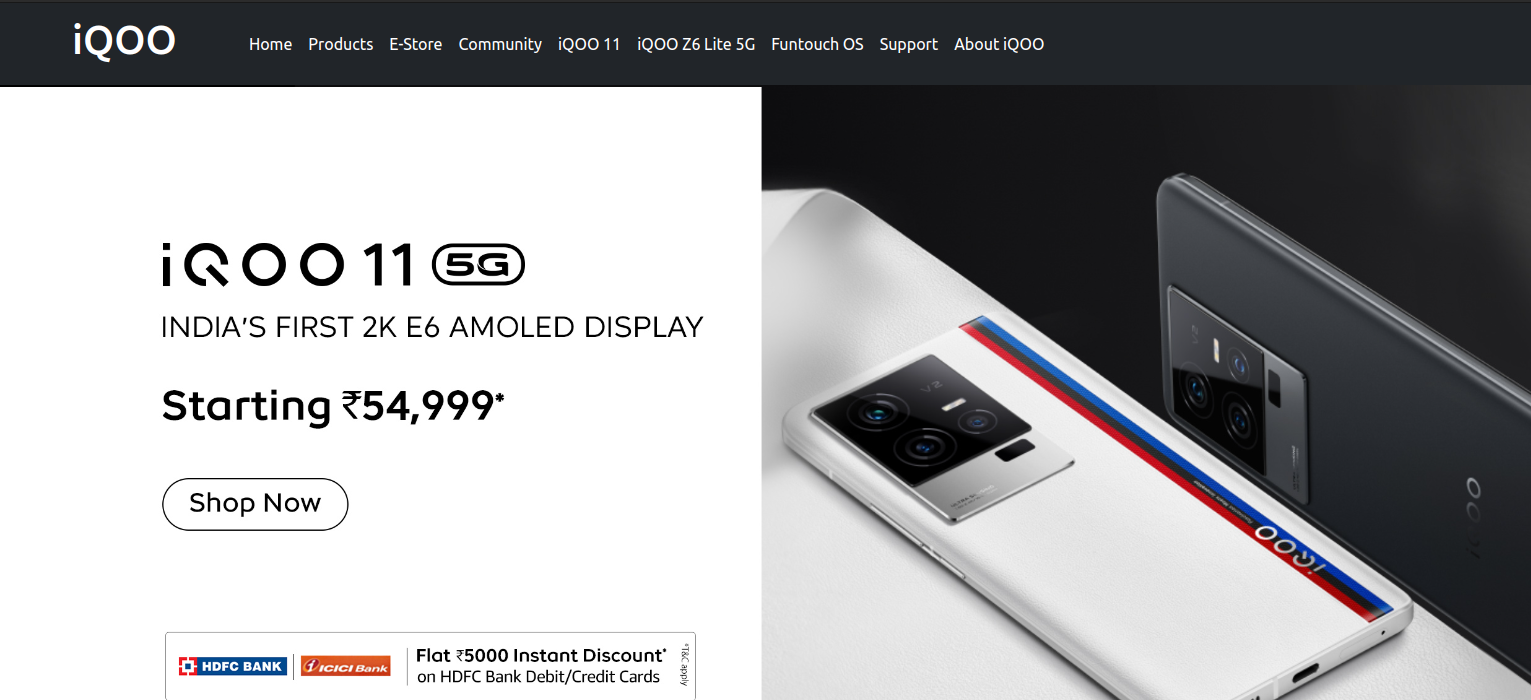 iQOO
Home Products E-Store Community iQOO 11 iQOO Z6 Lite 5G Funtouch OS Support About iQOO
iQOO 11 5G
INDIA'S FIRST 2K E6 AMOLED DISPLAY
Starting ₹54,999*
Shop Now
HDFC BANK
ICICI Bank
Flat ₹5000 Instant Discount*
on HDFC Bank Debit/Credit Cards
*T&C apply
V2
iQOO
V2
iQOO